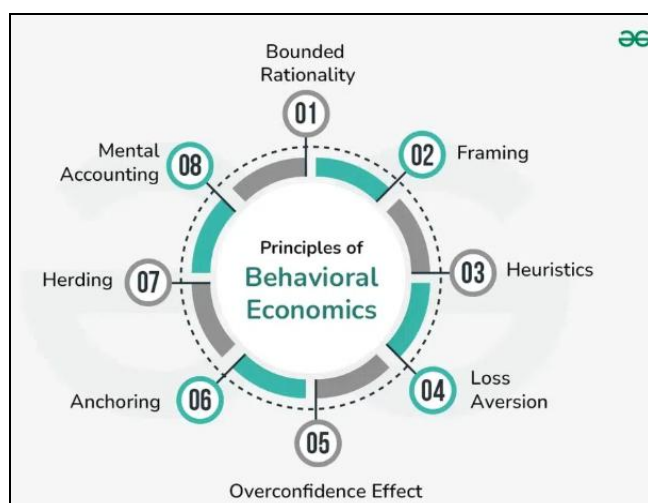 Principles of
Behavioral
Economics
01
Bounded
Rationality
02
Framing
03
Heuristics
04
Loss
Aversion
05
Overconfidence Effect
06
Anchoring
07
Herding
08
Mental
Accounting